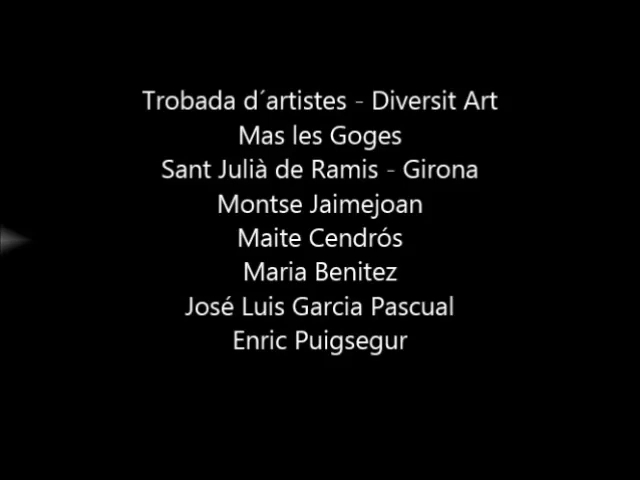 Trobada d´artistes - Diversit Art
Mas les Goges
Sant Julià de Ramis - Girona
Montse Jaimejoan
Maite Cendrós
Maria Benitez
José Luis Garcia Pascual
Enric Puigsegur